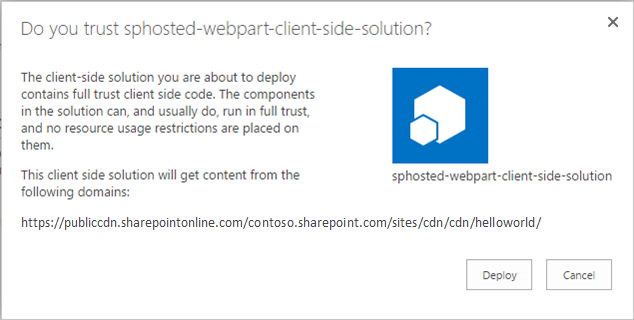 Do you trust sphosted-webpart-client-side-solution?
The client-side solution you are about to deploy
contains full trust client side code. The components
in the solution can, and usually do, run in full trust,
and no resource usage restrictions are placed on
them.
sphosted-webpart-client-side-solution
This client side solution will get content from the
following domains:
https://publiccdn.sharepointonline.com/contoso.sharepoint.com/sites/cdn/cdn/helloworld/
Deploy
Cancel